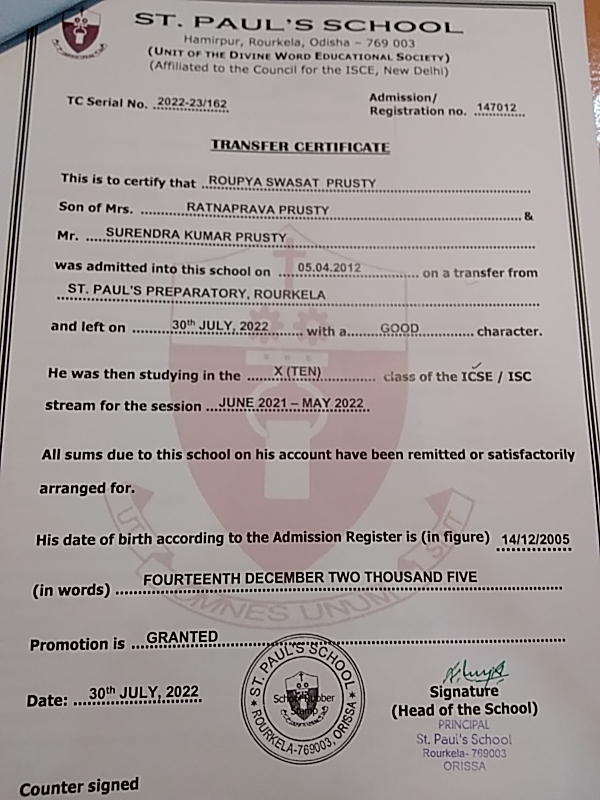 ST. PAUL'S SCHOOL
Hamirpur, Rourkela, Odisha – 769 003
(UNIT OF THE DIVINE WORD EDUCATIONAL SOCIETY)
(Affiliated to the Council for the ISCE, New Delhi)
TC Serial No. 2022-23/162
Admission/
Registration no. 147012
TRANSFER CERTIFICATE
This is to certify that ROUPYA SWASAT PRUSTY
Son of Mrs. RATNAPRAVA PRUSTY &
Mr. SURENDRA KUMAR PRUSTY
was admitted into this school on 05.04.2012 on a transfer from
ST. PAUL'S PREPARATORY, ROURKELA
and left on 30th JULY, 2022 with a GOOD character.
He was then studying in the X (TEN) class of the ICSE / ISC
stream for the session JUNE 2021 – MAY 2022.
All sums due to this school on his account have been remitted or satisfactorily
arranged for.
His date of birth according to the Admission Register is (in figure) 14/12/2005
(in words) FOURTEENTH DECEMBER TWO THOUSAND FIVE
UT OMNES UNUM SINT
Promotion is GRANTED
Date: 30th JULY, 2022
ST. PAUL'S SCHOOL
School Rubber
Stamp
ROURKELA-769003, ORISSA
Signature
(Head of the School)
PRINCIPAL
St. Paul's School
Rourkela- 769003
ORISSA
Counter signed